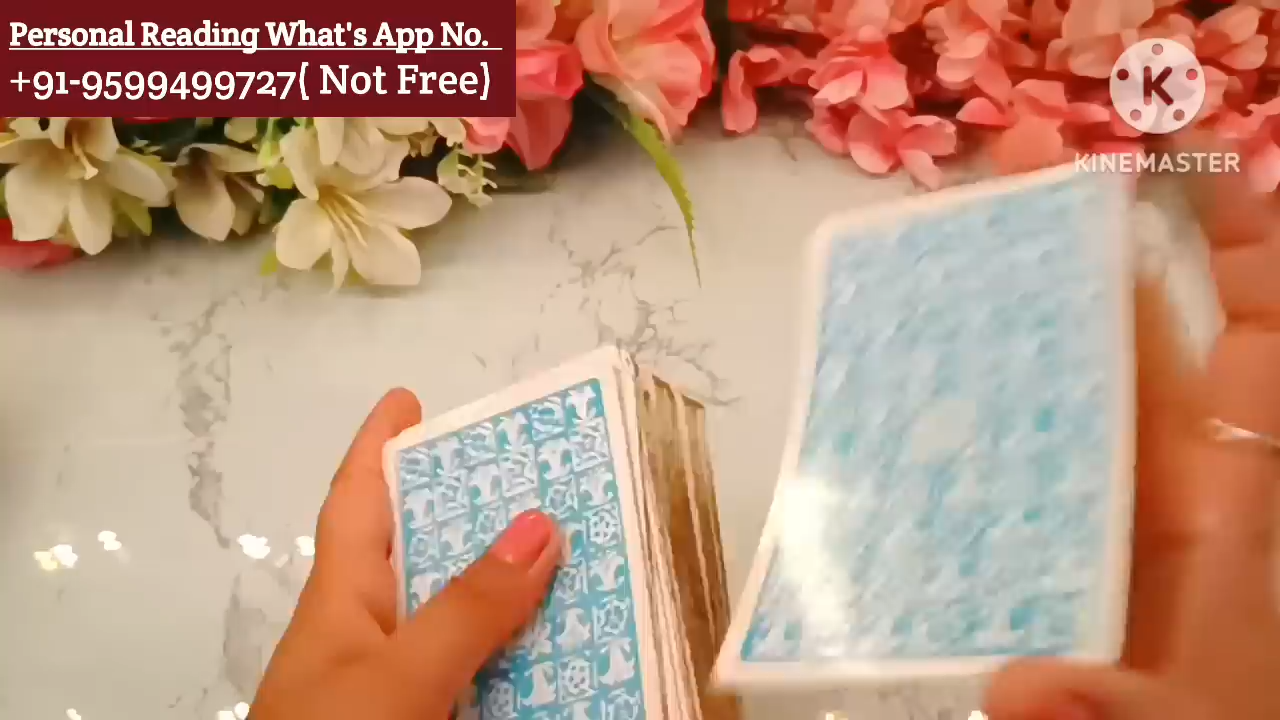 Personal Reading What's App No.
+91-9599499727( Not Free)
K
KINEMASTER